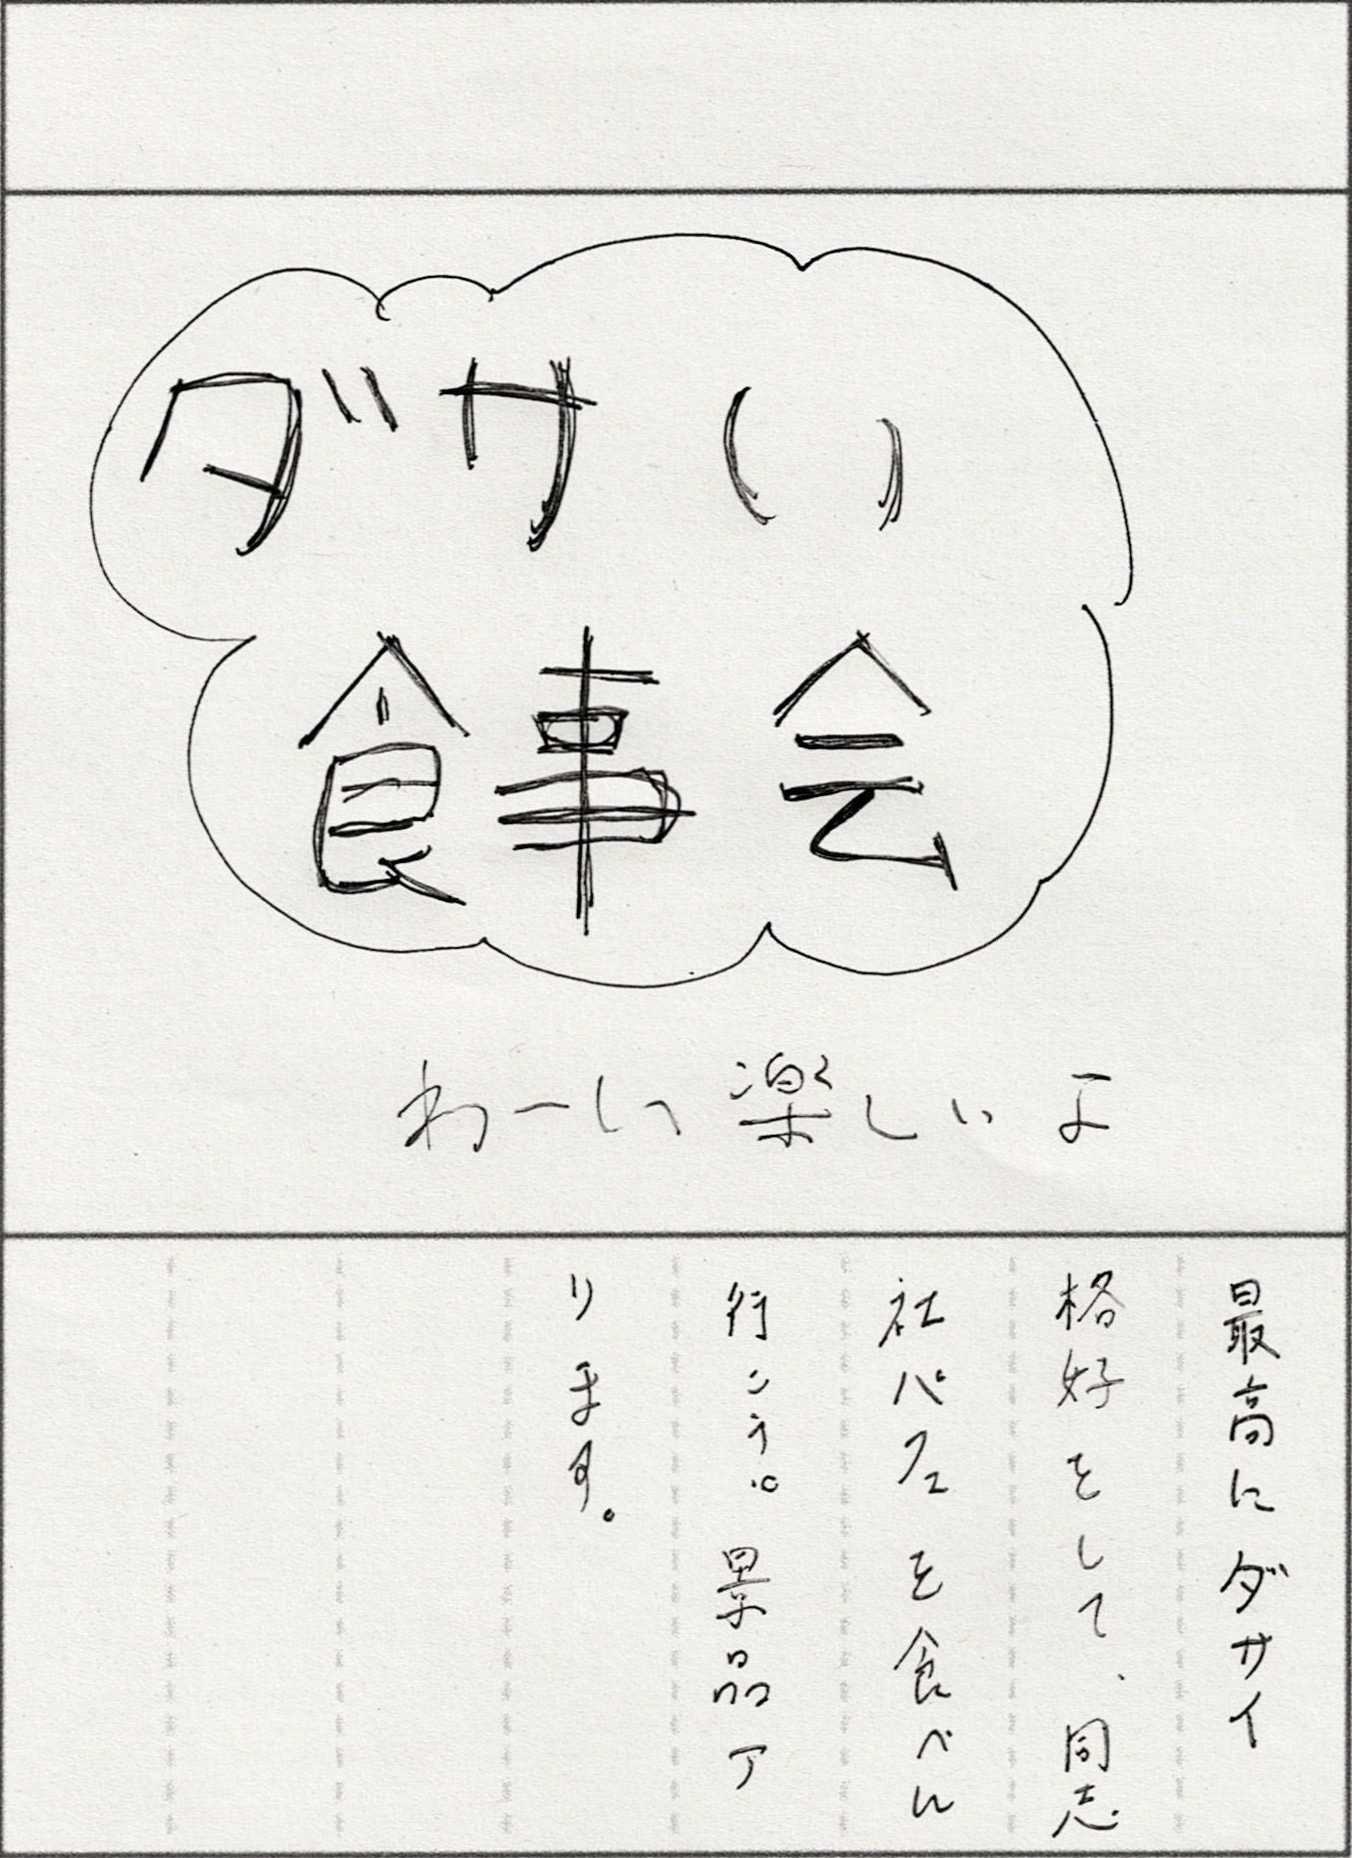 ダサい
食事会
わーい楽しいよ
最高にダサイ
格好をして、同志
社パフェを食べに
行こう。景品ア
リます。